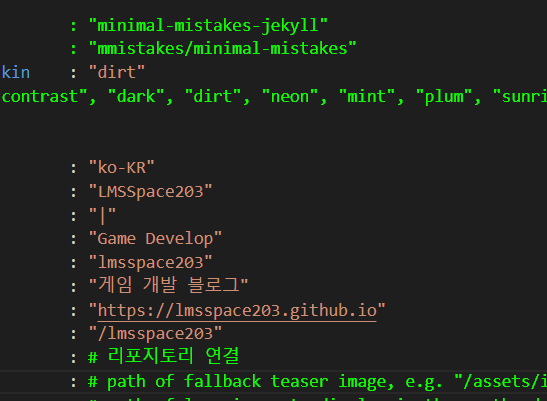 : "minimal-mistakes-jekyll"
: "mmistakes/minimal-mistakes"
kin : "dirt"
contrast", "dark", "dirt", "neon", "mint", "plum", "sunri
: "ko-KR"
: "LMSSpace203"
: "|"
: "Game Develop"
: "lmsspace203"
: "게임 개발 블로그"
: "https://lmsspace203.github.io"
: "/lmsspace203"
: # 리포지토리 연결
: # path of fallback teaser image, e.g. "/assets/i